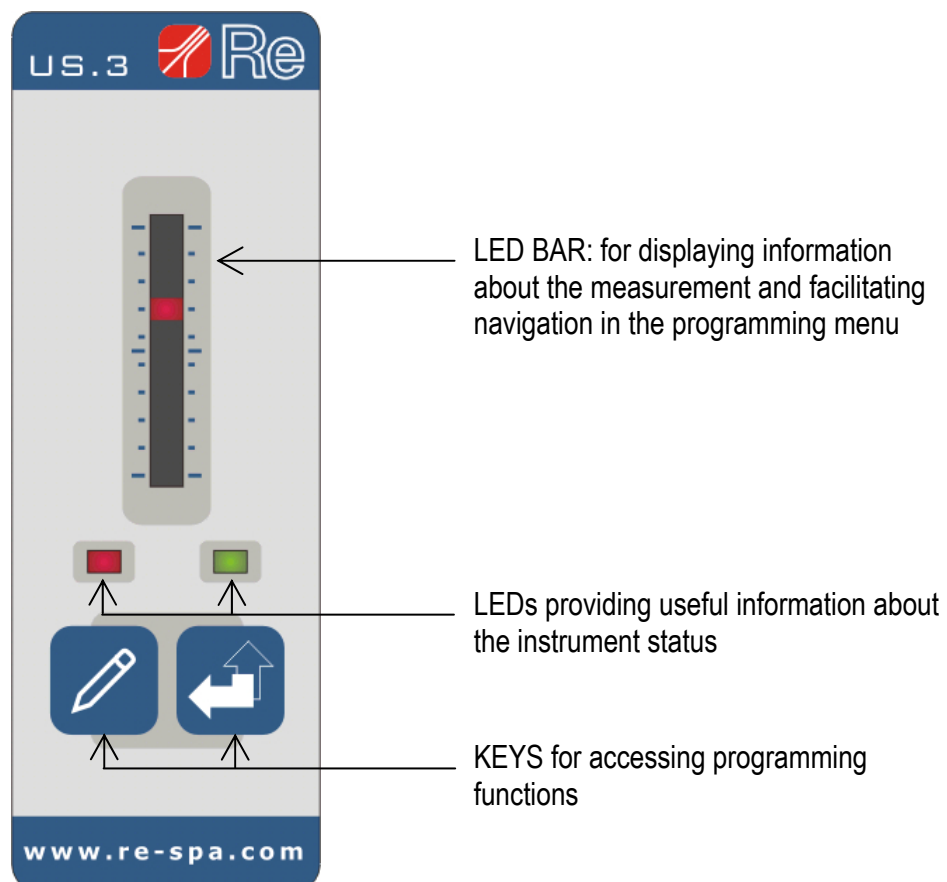 US.3 Re
LED BAR: for displaying information
about the measurement and facilitating
navigation in the programming menu
LEDs providing useful information about
the instrument status
KEYS for accessing programming
functions
www.re-spa.com